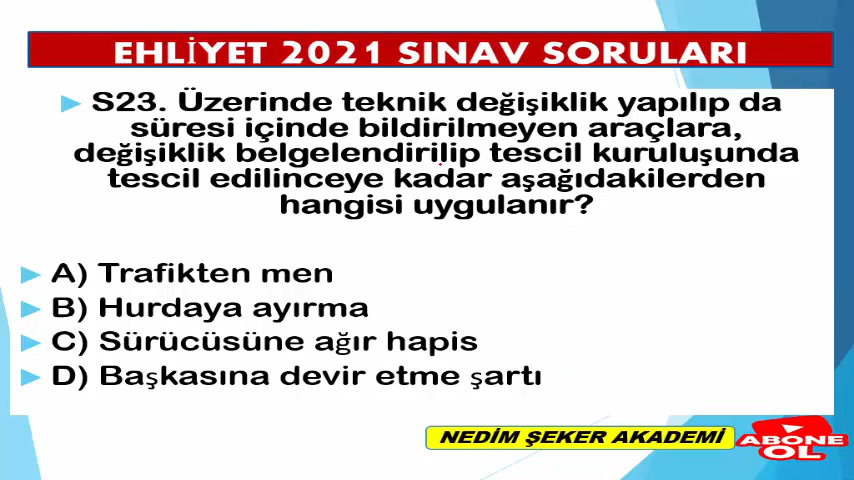 EHLİYET 2021 SINAV SORULARI
S23. Üzerinde teknik değişiklik yapılıp da
süresi içinde bildirilmeyen araçlara,
değişiklik belgelendirilip tescil kuruluşunda
tescil edilinceye kadar aşağıdakilerden
hangisi uygulanır?
A) Trafikten men
B) Hurdaya ayırma
C) Sürücüsüne ağır hapis
D) Başkasına devir etme şartı
NEDİM ŞEKER AKADEMİ
ABONE
OL